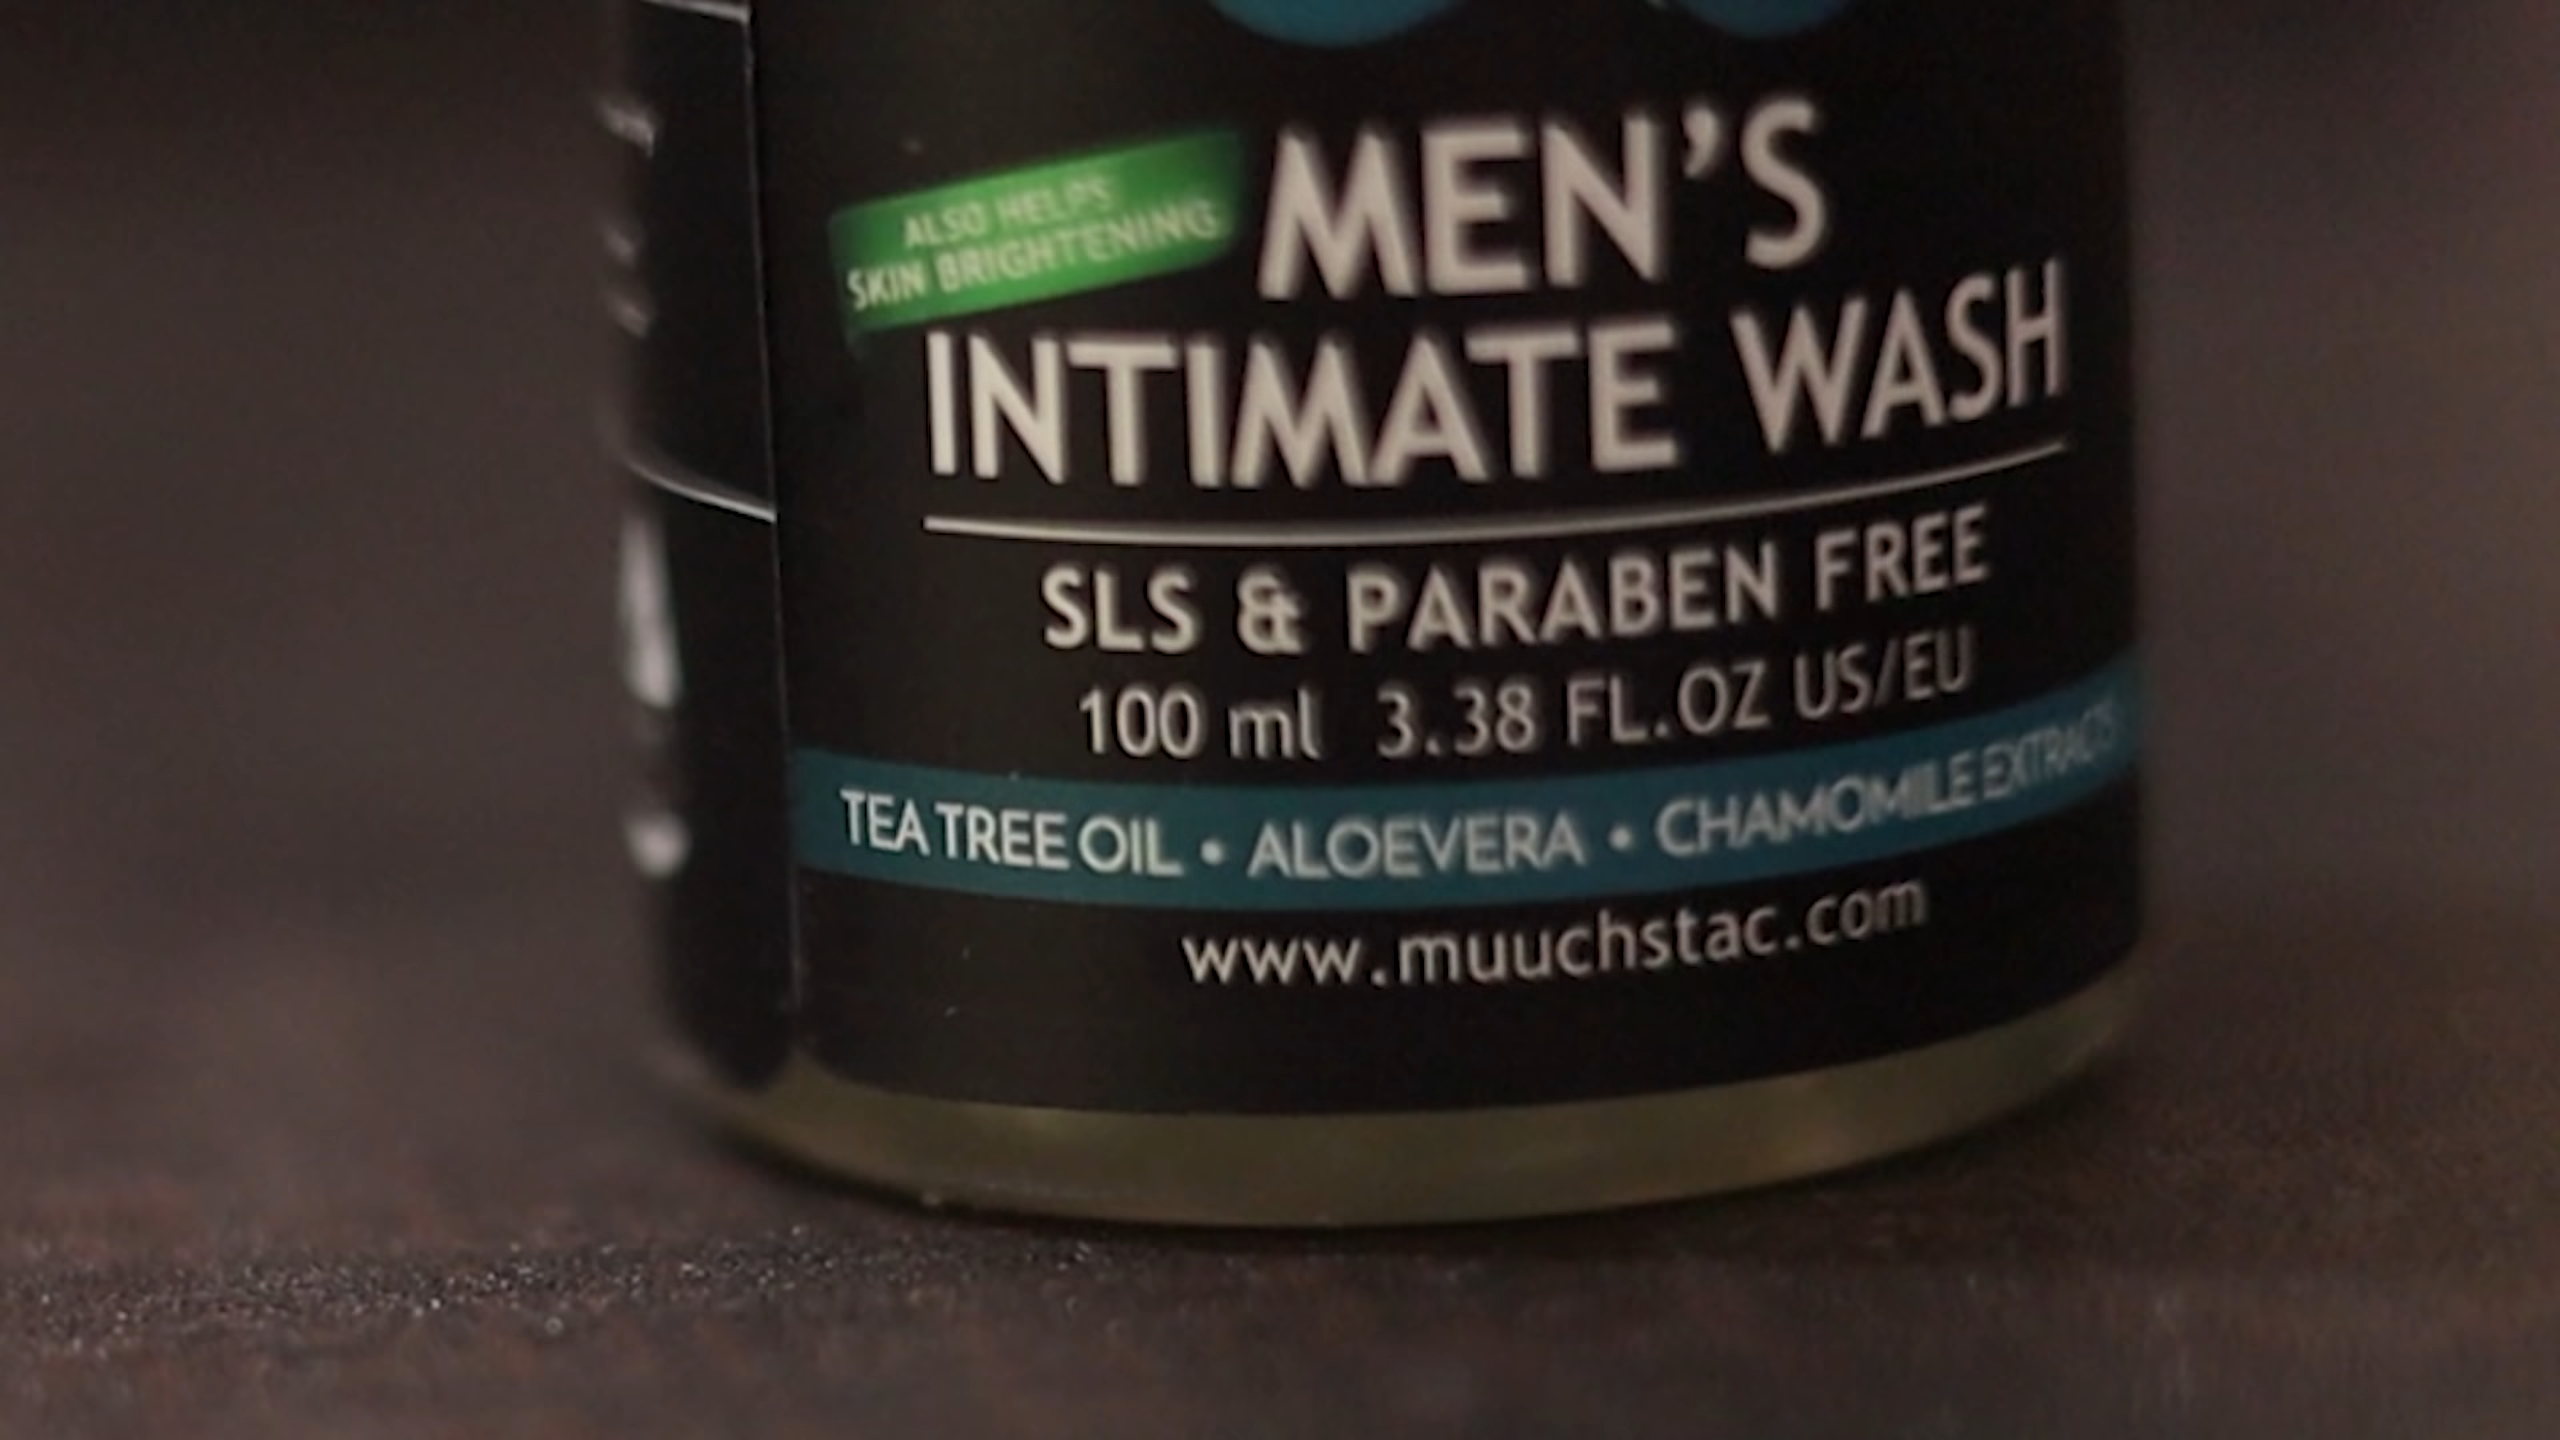 ALSO HELPS
SKIN BRIGHTENING
MEN'S
INTIMATE WASH
SLS & PARABEN FREE
100 ml 3.38 FL.OZ US/EU
TEA TREE OIL • ALOEVERA • CHAMOMILE EXTRACTS
www.muuchstac.com